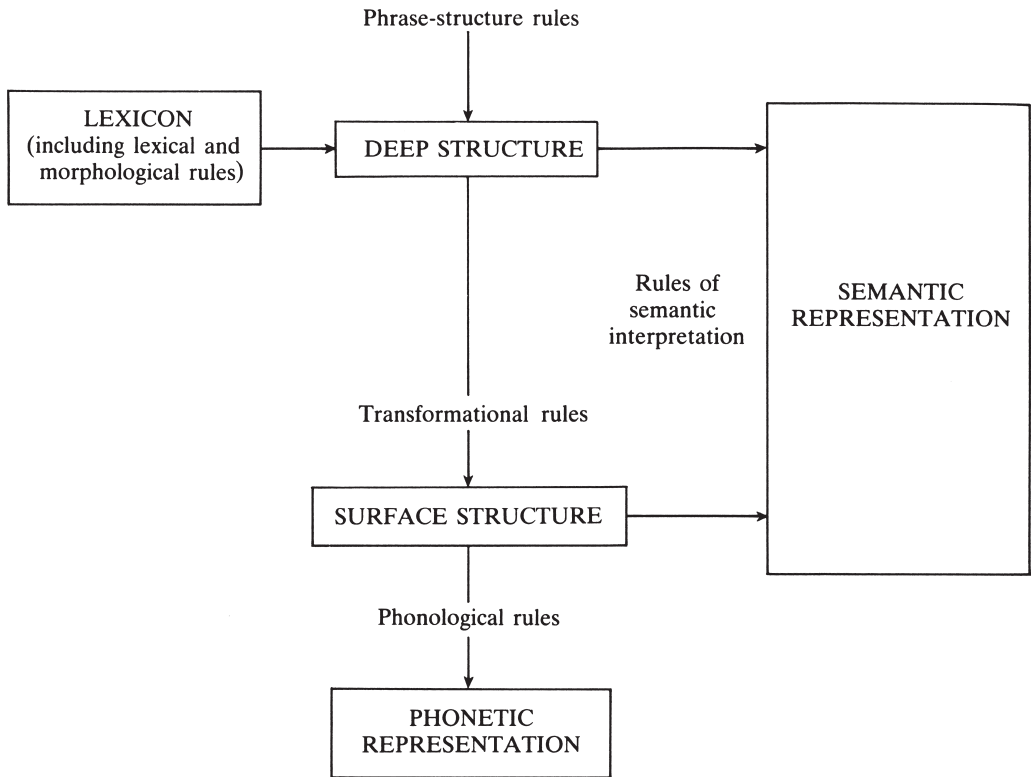 Phrase-structure rules
LEXICON
(including lexical and
morphological rules)
DEEP STRUCTURE
Rules of
semantic
interpretation
SEMANTIC
REPRESENTATION
Transformational rules
SURFACE STRUCTURE
Phonological rules
PHONETIC
REPRESENTATION